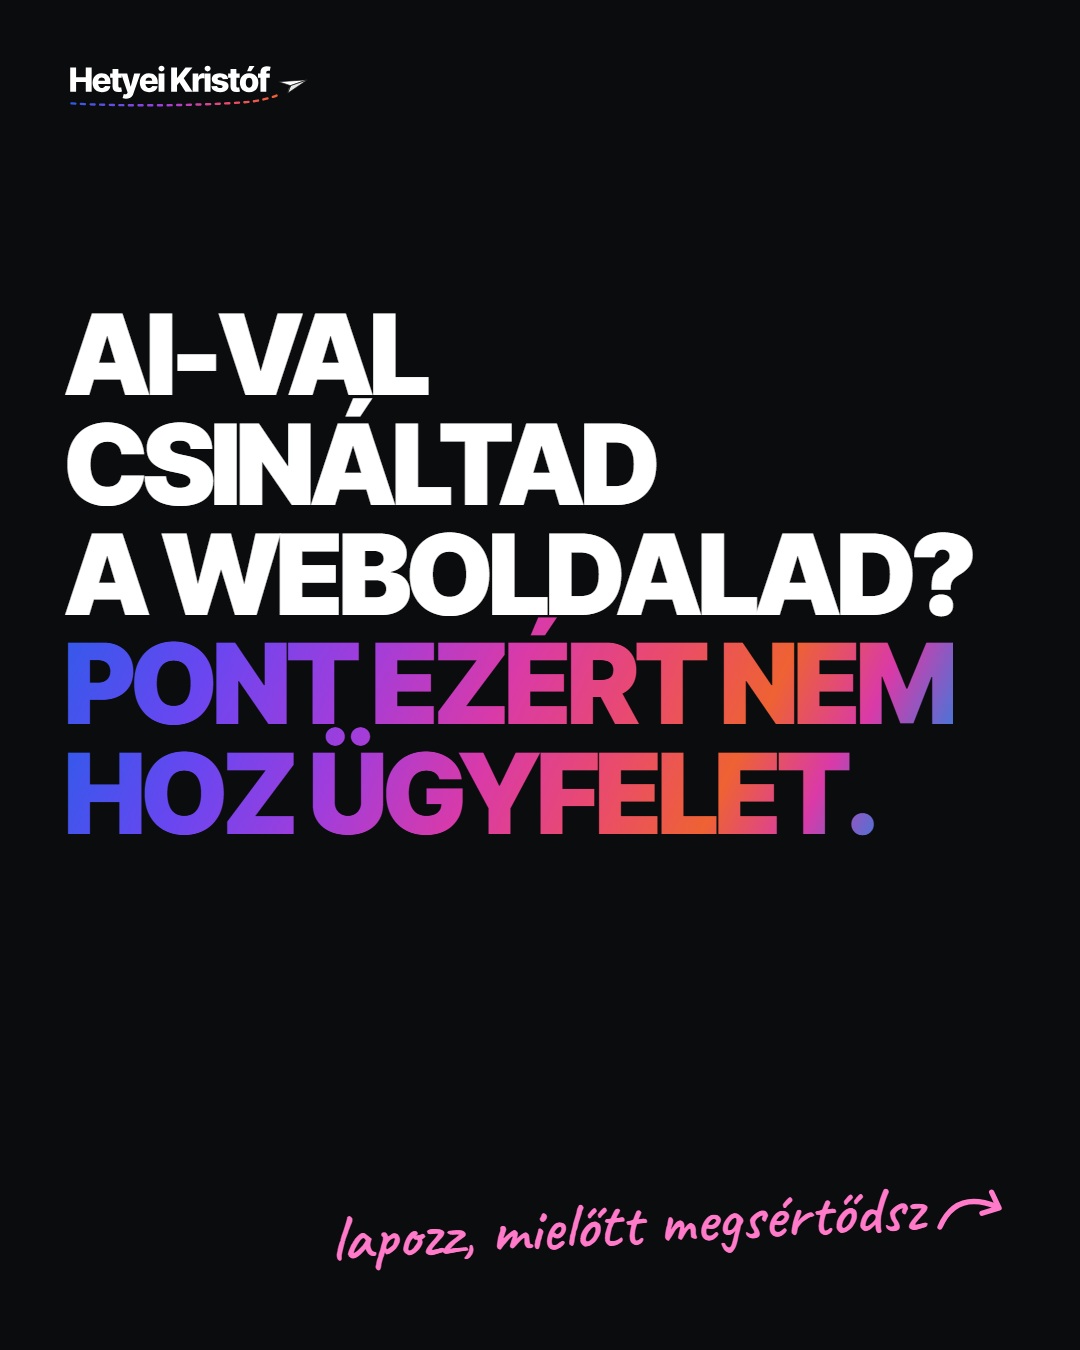 Hetyei Kristóf
AI-VAL
CSINÁLTAD
A WEBOLDALAD?
PONT EZÉRT NEM
HOZ ÜGYFELET.
lapozz, mielőtt megsértődsz